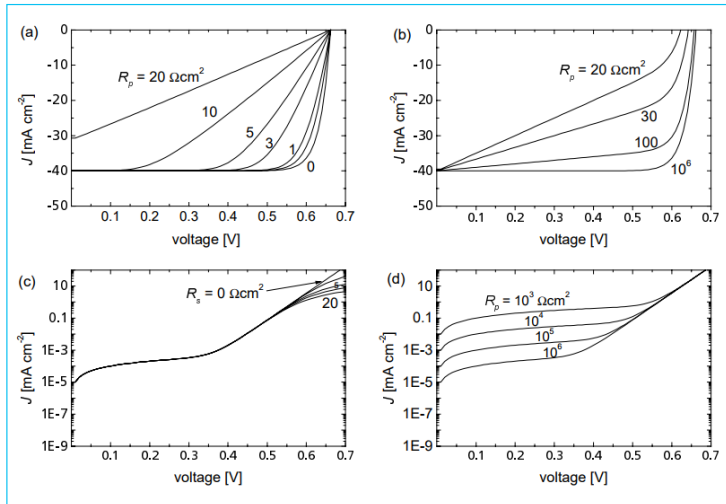 (a)
0
-10
-20
-30
-40
-50
J [mA cm⁻²]
R_p = 20 Ωcm²
10
5
3
1
0
0.1 0.2 0.3 0.4 0.5 0.6 0.7
voltage [V]
(b)
0
-10
-20
-30
-40
-50
J [mA cm⁻²]
R_p = 20 Ωcm²
30
100
10⁶
0.1 0.2 0.3 0.4 0.5 0.6 0.7
voltage [V]
(c)
10
0.1
1E-3
1E-5
1E-7
1E-9
J [mA cm⁻²]
R_s = 0 Ωcm²
5
20
0.1 0.2 0.3 0.4 0.5 0.6 0.7
voltage [V]
(d)
10
0.1
1E-3
1E-5
1E-7
1E-9
J [mA cm⁻²]
R_p = 10³ Ωcm²
10⁴
10⁵
10⁶
0.1 0.2 0.3 0.4 0.5 0.6 0.7
voltage [V]